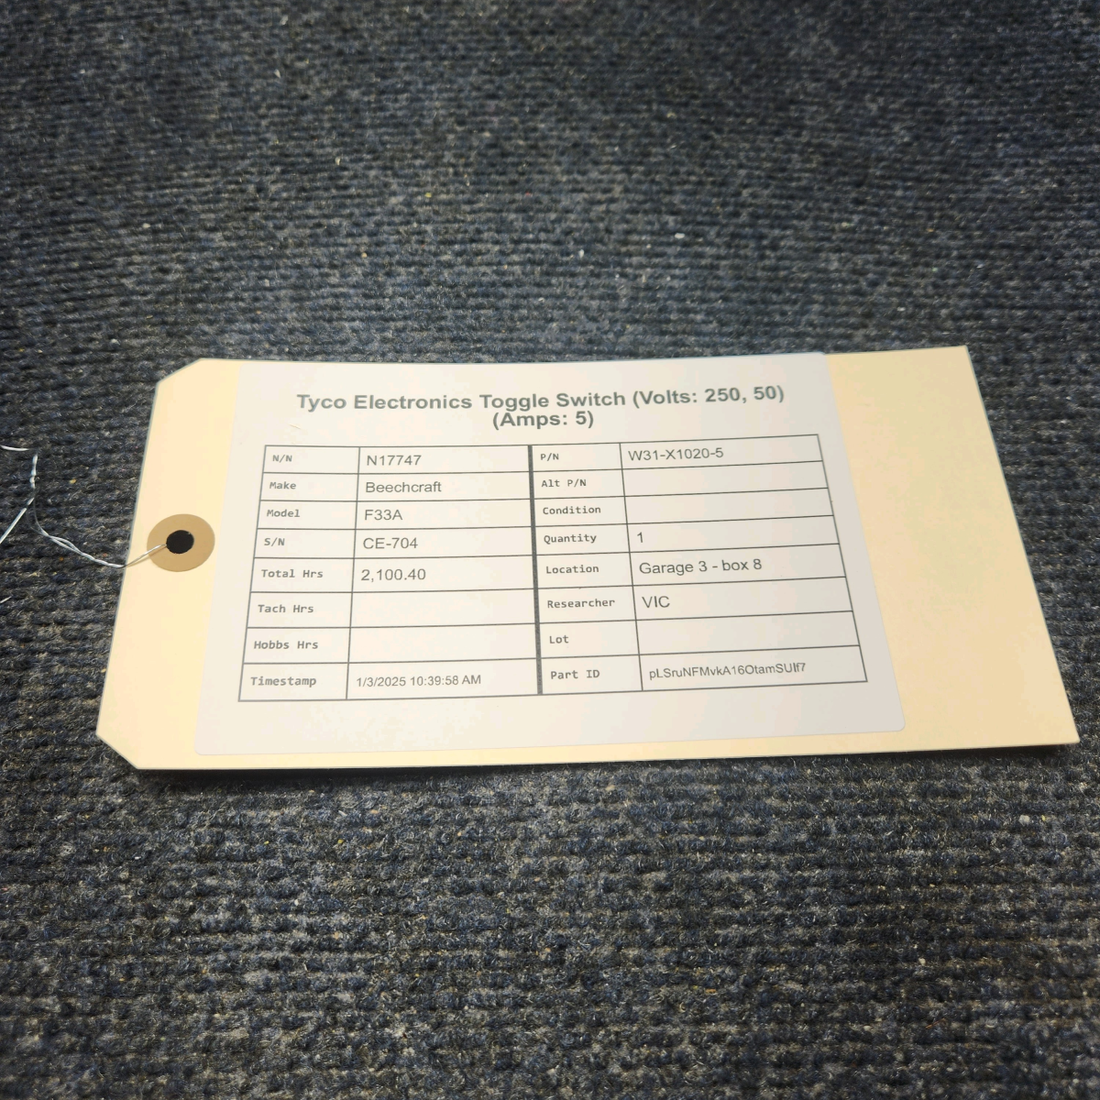 Tyco Electronics Toggle Switch (Volts: 250, 50)
(Amps: 5)
N/N N17747 P/N W31-X1020-5
Make Beechcraft Alt P/N
Model F33A Condition
S/N CE-704 Quantity 1
Total Hrs 2,100.40 Location Garage 3 - box 8
Tach Hrs Researcher VIC
Hobbs Hrs Lot
Timestamp 1/3/2025 10:39:58 AM Part ID